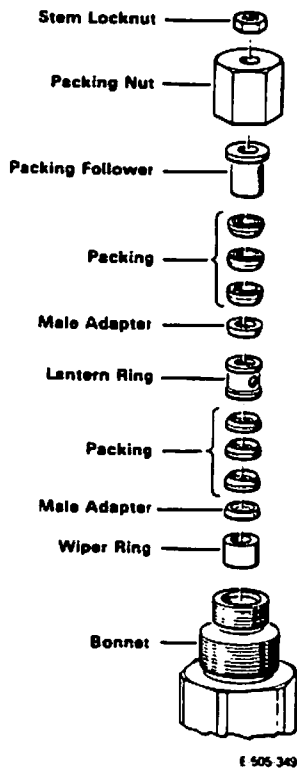 Stem Locknut
Packing Nut
Packing Follower
Packing
Male Adapter
Lantern Ring
Packing
Male Adapter
Wiper Ring
Bonnet
E 505 349